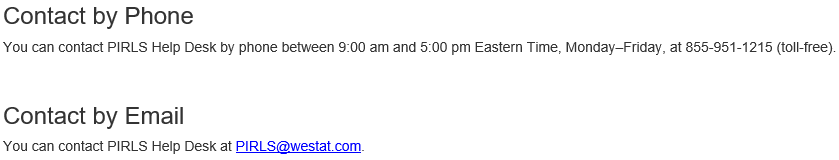 Contact by Phone
You can contact PIRLS Help Desk by phone between 9:00 am and 5:00 pm Eastern Time, Monday–Friday, at 855-951-1215 (toll-free).
Contact by Email
You can contact PIRLS Help Desk at PIRLS@westat.com.